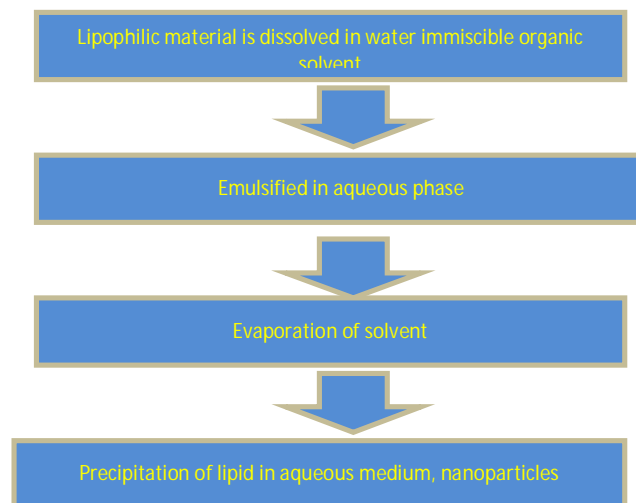 Lipophilic material is dissolved in water immiscible organic
solvent
Emulsified in aqueous phase
Evaporation of solvent
Precipitation of lipid in aqueous medium, nanoparticles